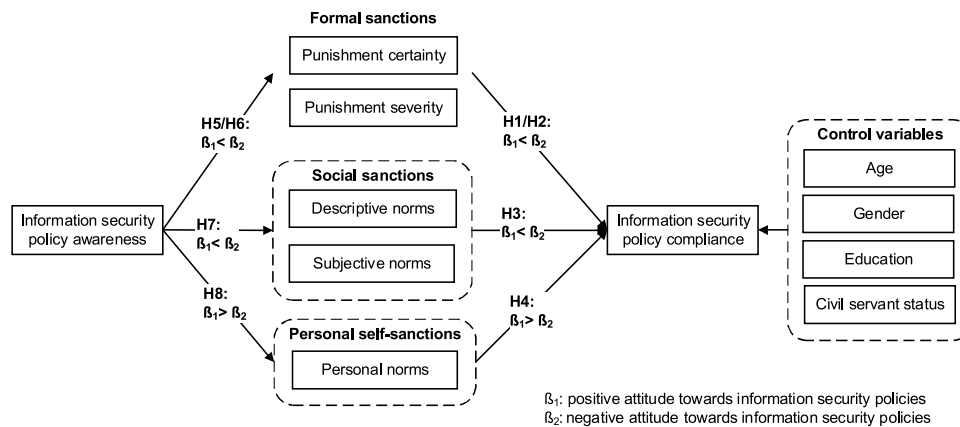 Formal sanctions
Punishment certainty
Punishment severity
H5/H6:
ß₁< ß₂
H1/H2:
ß₁< ß₂
Control variables
Age
Gender
Education
Civil servant status
Social sanctions
Descriptive norms
Subjective norms
Information security
policy awareness
H7:
ß₁< ß₂
H3:
ß₁< ß₂
Information security
policy compliance
H8:
ß₁> ß₂
H4:
ß₁> ß₂
Personal self-sanctions
Personal norms
ß₁: positive attitude towards information security policies
ß₂: negative attitude towards information security policies